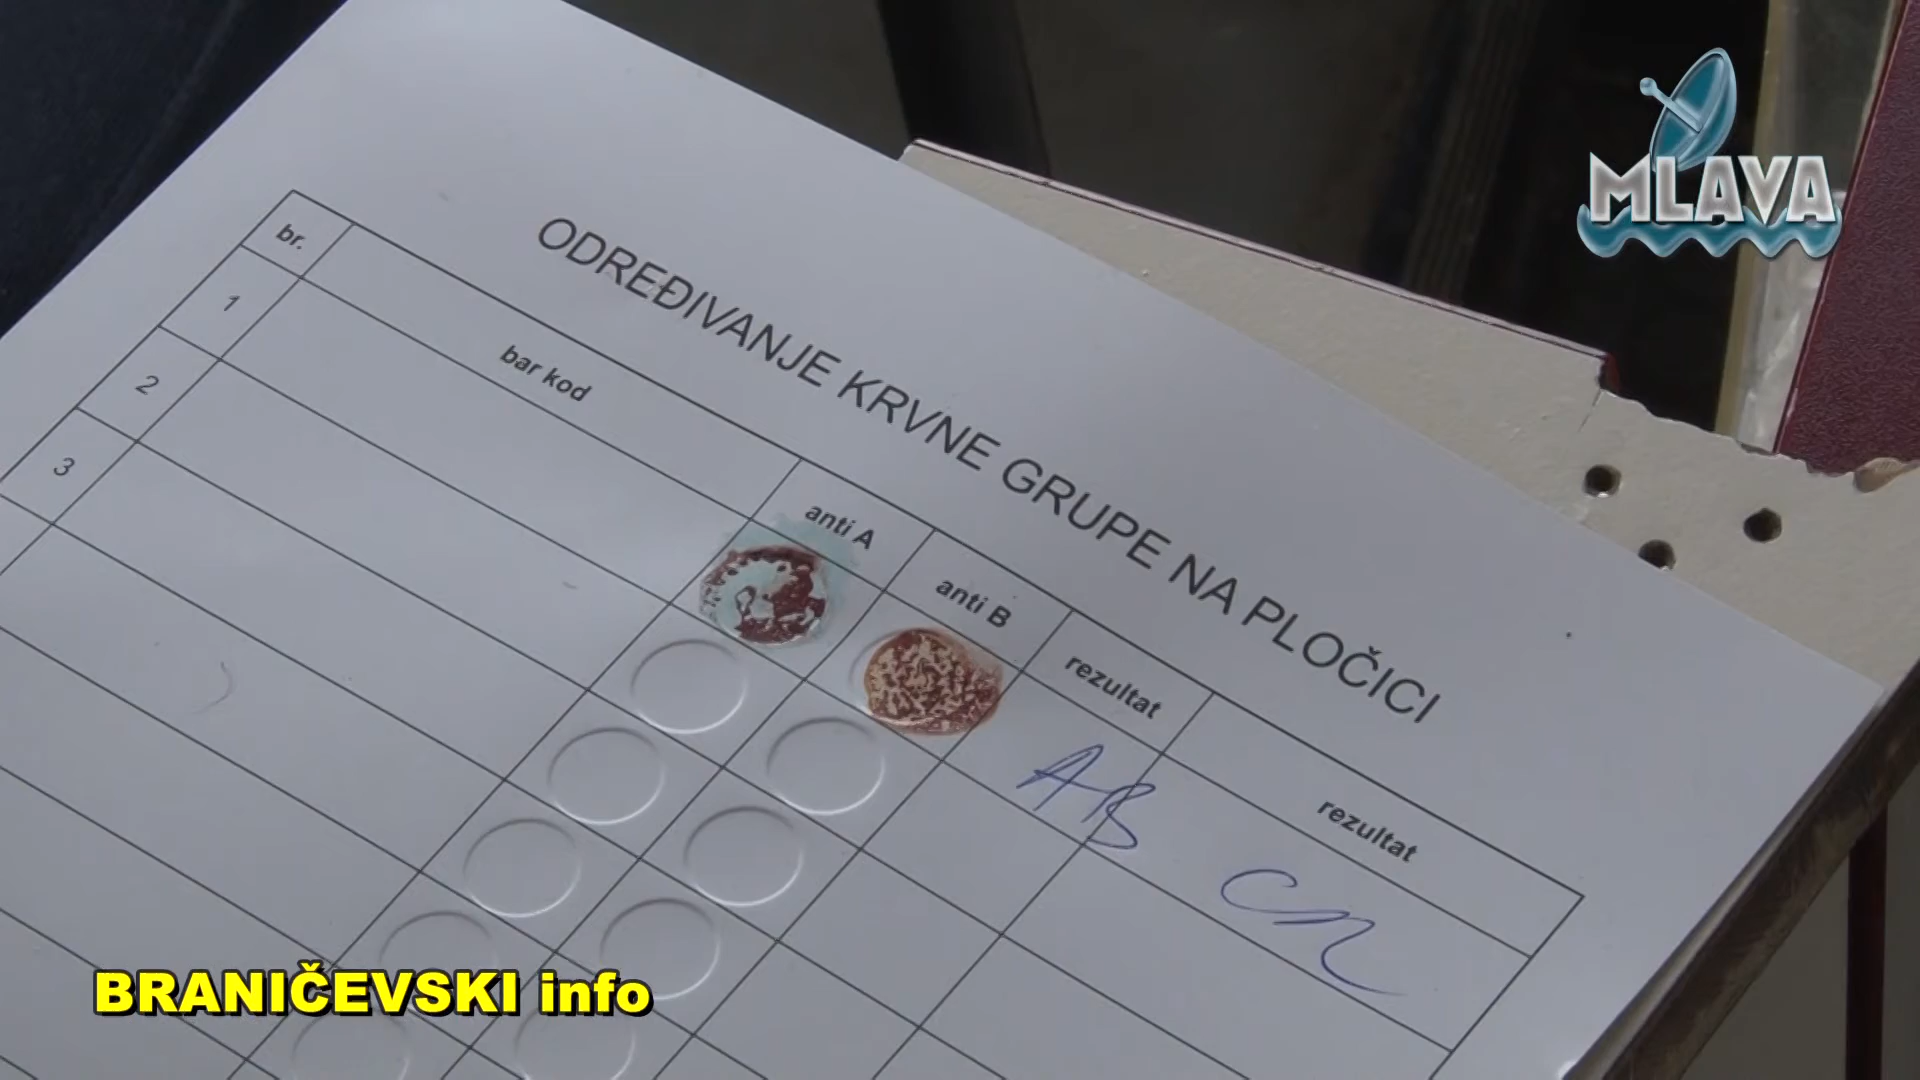 MLAVA
ODREĐIVANJE KRVNE GRUPE NA PLOČICI
br. bar kod anti A anti B rezultat rezultat
1 AB
2
3
BRANIČEVSKI info